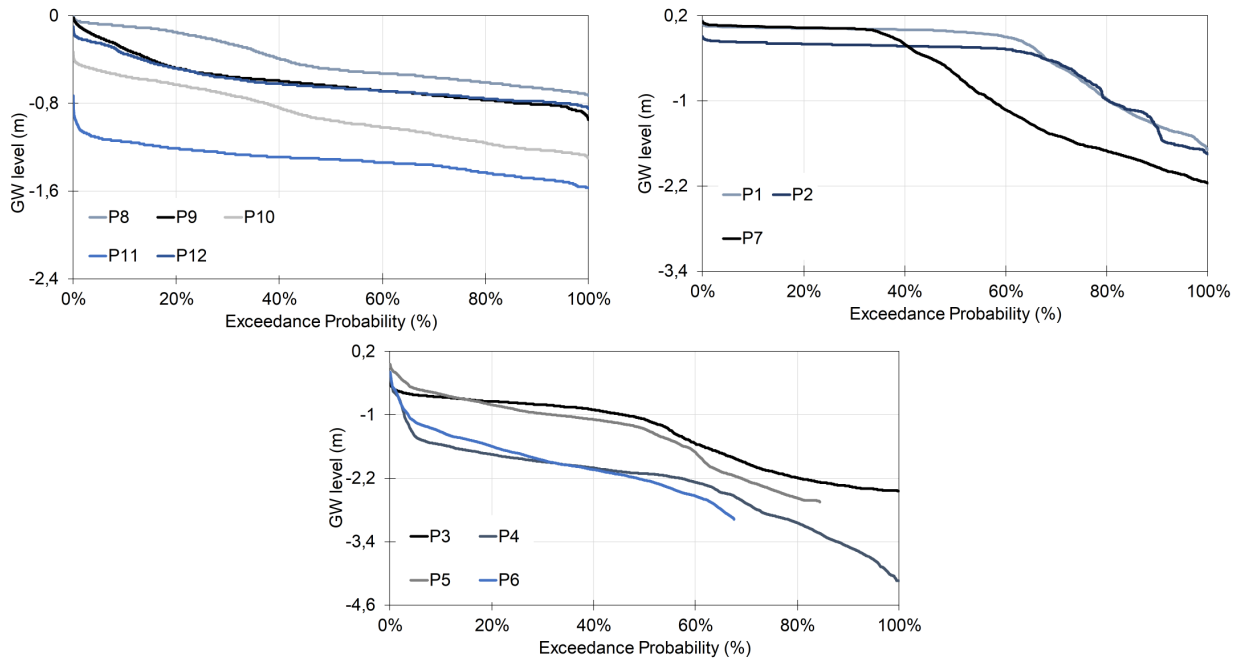 0
-0,8
-1,6
-2,4
GW level (m)
P8 P9 P10
P11 P12
0% 20% 40% 60% 80% 100%
Exceedance Probability (%)
0,2
-1
-2,2
-3,4
GW level (m)
P1 P2
P7
0% 20% 40% 60% 80% 100%
Exceedance Probability (%)
0,2
-1
-2,2
-3,4
-4,6
GW level (m)
P3 P4
P5 P6
0% 20% 40% 60% 80% 100%
Exceedance Probability (%)